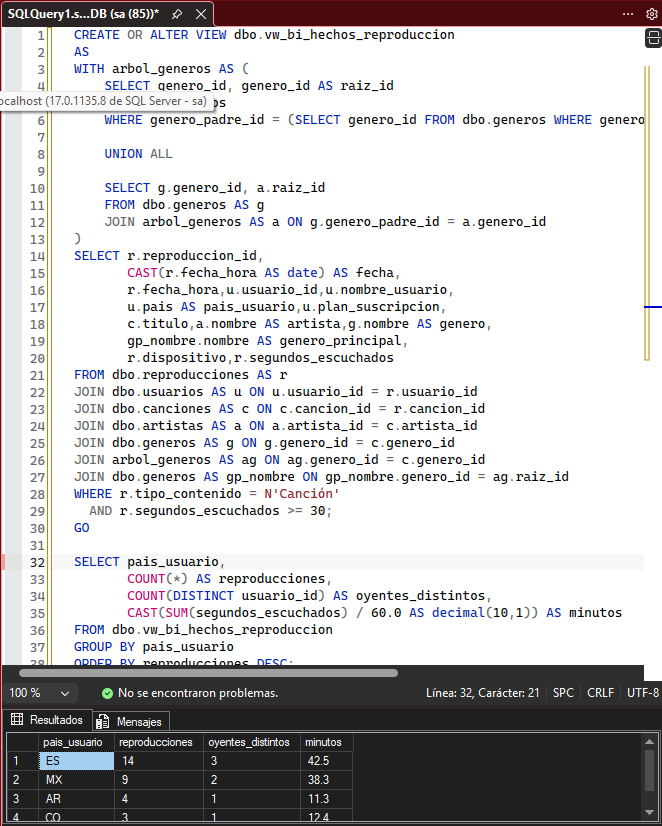 SQLQuery1.s...DB (sa (85))*
1 CREATE OR ALTER VIEW dbo.vw_bi_hechos_reproduccion
2 AS
3 WITH arbol_generos AS (
4 SELECT genero_id, genero_id AS raiz_id
ocalhost (17.0.1135.8 de SQL Server - sa) os
6 WHERE genero_padre_id = (SELECT genero_id FROM dbo.generos WHERE genero
7
8 UNION ALL
9
10 SELECT g.genero_id, a.raiz_id
11 FROM dbo.generos AS g
12 JOIN arbol_generos AS a ON g.genero_padre_id = a.genero_id
13 )
14 SELECT r.reproduccion_id,
15 CAST(r.fecha_hora AS date) AS fecha,
16 r.fecha_hora,u.usuario_id,u.nombre_usuario,
17 u.pais AS pais_usuario,u.plan_suscripcion,
18 c.titulo,a.nombre AS artista,g.nombre AS genero,
19 gp_nombre.nombre AS genero_principal,
20 r.dispositivo,r.segundos_escuchados
21 FROM dbo.reproducciones AS r
22 JOIN dbo.usuarios AS u ON u.usuario_id = r.usuario_id
23 JOIN dbo.canciones AS c ON c.cancion_id = r.cancion_id
24 JOIN dbo.artistas AS a ON a.artista_id = c.artista_id
25 JOIN dbo.generos AS g ON g.genero_id = c.genero_id
26 JOIN arbol_generos AS ag ON ag.genero_id = c.genero_id
27 JOIN dbo.generos AS gp_nombre ON gp_nombre.genero_id = ag.raiz_id
28 WHERE r.tipo_contenido = N'Canción'
29 AND r.segundos_escuchados >= 30;
30 GO
31
32 SELECT pais_usuario,
33 COUNT(*) AS reproducciones,
34 COUNT(DISTINCT usuario_id) AS oyentes_distintos,
35 CAST(SUM(segundos_escuchados) / 60.0 AS decimal(10,1)) AS minutos
36 FROM dbo.vw_bi_hechos_reproduccion
37 GROUP BY pais_usuario
38 ORDER BY reproducciones DESC;
100 % No se encontraron problemas. Línea: 32, Carácter: 21 SPC CRLF UTF-8
Resultados Mensajes
pais_usuario reproducciones oyentes_distintos minutos
1 ES 14 3 42.5
2 MX 9 2 38.3
3 AR 4 1 11.3
4 CO 3 1 12.4